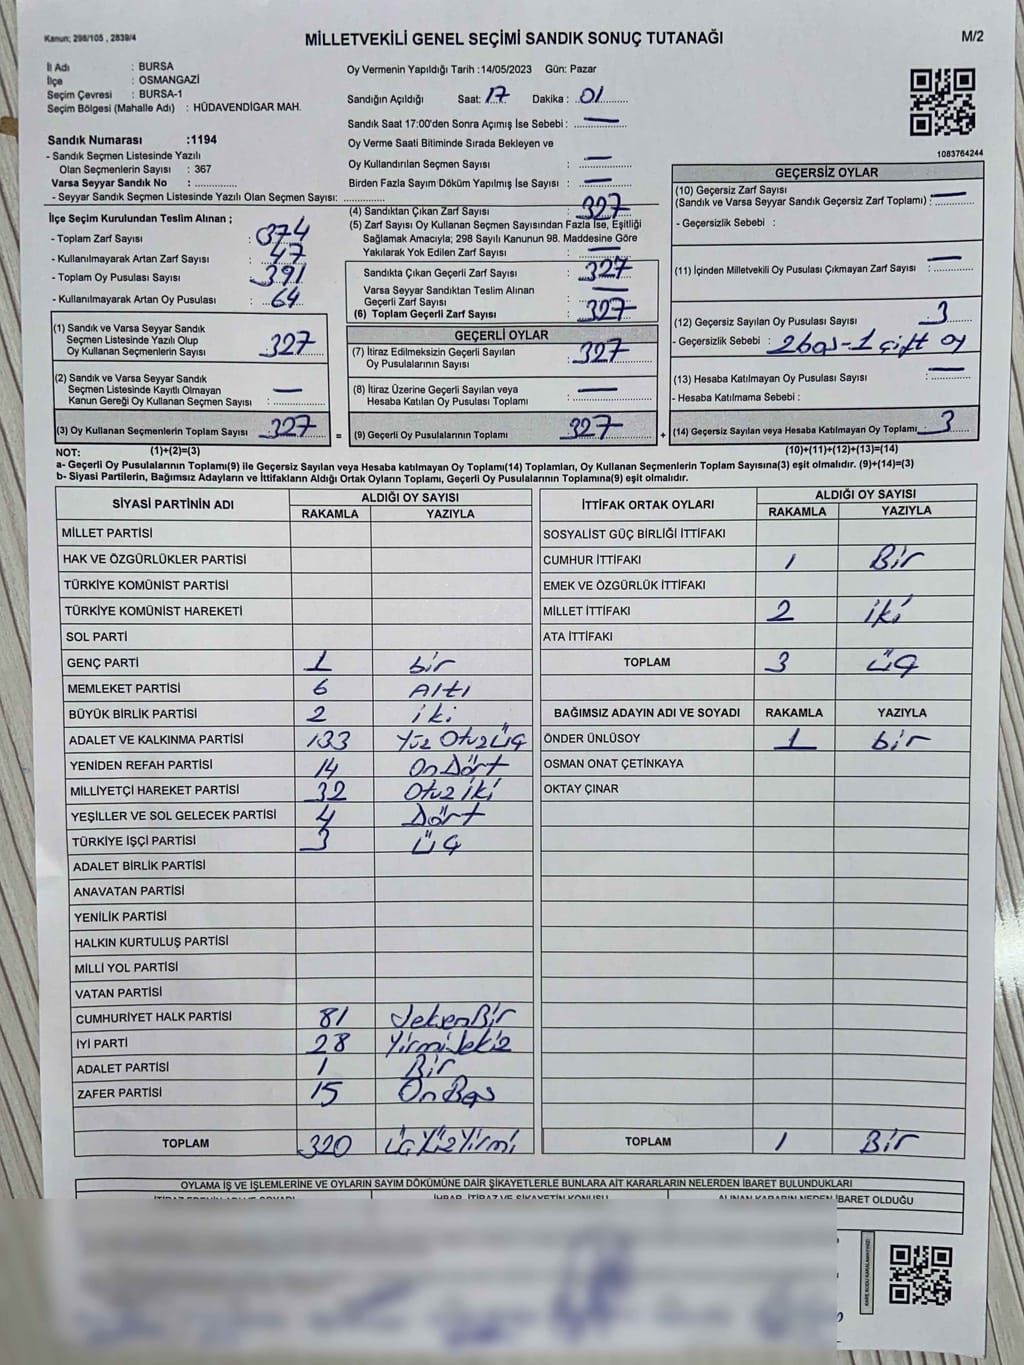 Kanun: 298/105 , 2839/4
MİLLETVEKİLİ GENEL SEÇİMİ SANDIK SONUÇ TUTANAĞI
M/2
İl Adı : BURSA
İlçe : OSMANGAZİ
Seçim Çevresi : BURSA-1
Seçim Bölgesi (Mahalle Adı) : HÜDAVENDİGAR MAH.
Sandık Numarası :1194
- Sandık Seçmen Listesinde Yazılı
Olan Seçmenlerin Sayısı : 367
Varsa Seyyar Sandık No : ..............
- Seyyar Sandık Seçmen Listesinde Yazılı Olan Seçmen Sayısı: ..............
Oy Vermenin Yapıldığı Tarih :14/05/2023 Gün: Pazar
Sandığın Açıldığı Saat: 17 Dakika : 01
Sandık Saat 17:00'den Sonra Açımış İse Sebebi : —
Oy Verme Saati Bitiminde Sırada Bekleyen ve
Oy Kullandırılan Seçmen Sayısı : —
Birden Fazla Sayım Döküm Yapılmış İse Sayısı : —
1083764244
İlçe Seçim Kurulundan Teslim Alınan ;
- Toplam Zarf Sayısı : 374
- Kullanılmayarak Artan Zarf Sayısı : 47
- Toplam Oy Pusulası Sayısı : 391
- Kullanılmayarak Artan Oy Pusulası : 64
(1) Sandık ve Varsa Seyyar Sandık
Seçmen Listesinde Yazılı Olup
Oy Kullanan Seçmenlerin Sayısı 327
(2) Sandık ve Varsa Seyyar Sandık
Seçmen Listesinde Kayıtlı Olmayan
Kanun Gereği Oy Kullanan Seçmen Sayısı : —
(3) Oy Kullanan Seçmenlerin Toplam Sayısı 327
(1)+(2)=(3)
(4) Sandıktan Çıkan Zarf Sayısı : 327
(5) Zarf Sayısı Oy Kullanan Seçmen Sayısından Fazla İse, Eşitliği
Sağlamak Amacıyla; 298 Sayılı Kanunun 98. Maddesine Göre
Yakılarak Yok Edilen Zarf Sayısı : —
Sandıkta Çıkan Geçerli Zarf Sayısı : 327
Varsa Seyyar Sandıktan Teslim Alınan
Geçerli Zarf Sayısı : —
(6) Toplam Geçerli Zarf Sayısı : 327
GEÇERLİ OYLAR
(7) İtiraz Edilmeksizin Geçerli Sayılan
Oy Pusulalarının Sayısı : 327
(8) İtiraz Üzerine Geçerli Sayılan veya
Hesaba Katılan Oy Pusulası Toplamı : —
= (9) Geçerli Oy Pusulalarının Toplamı 327 +
GEÇERSİZ OYLAR
(10) Geçersiz Zarf Sayısı
(Sandık ve Varsa Seyyar Sandık Geçersiz Zarf Toplamı) : —
- Geçersizlik Sebebi :
(11) İçinden Milletvekili Oy Pusulası Çıkmayan Zarf Sayısı : —
(12) Geçersiz Sayılan Oy Pusulası Sayısı : 3
- Geçersizlik Sebebi : 2 boş-1 çift oy
(13) Hesaba Katılmayan Oy Pusulası Sayısı : —
- Hesaba Katılmama Sebebi :
(14) Geçersiz Sayılan veya Hesaba Katılmayan Oy Toplamı 3
(10)+(11)+(12)+(13)=(14)
NOT:
a- Geçerli Oy Pusulalarının Toplamı(9) ile Geçersiz Sayılan veya Hesaba katılmayan Oy Toplamı(14) Toplamları, Oy Kullanan Seçmenlerin Toplam Sayısına(3) eşit olmalıdır. (9)+(14)=(3)
b- Siyasi Partilerin, Bağımsız Adayların ve İttifakların Aldığı Ortak Oyların Toplamı, Geçerli Oy Pusulalarının Toplamına(9) eşit olmalıdır.
SİYASİ PARTİNİN ADI ALDIĞI OY SAYISI
RAKAMLA YAZIYLA
MİLLET PARTİSİ
HAK VE ÖZGÜRLÜKLER PARTİSİ
TÜRKİYE KOMÜNİST PARTİSİ
TÜRKİYE KOMÜNİST HAREKETİ
SOL PARTİ
GENÇ PARTİ 1 bir
MEMLEKET PARTİSİ 6 Altı
BÜYÜK BİRLİK PARTİSİ 2 iki
ADALET VE KALKINMA PARTİSİ 133 Yüz Otuz Üç
YENİDEN REFAH PARTİSİ 14 On Dört
MİLLİYETÇİ HAREKET PARTİSİ 32 Otuz iki
YEŞİLLER VE SOL GELECEK PARTİSİ 4 Dört
TÜRKİYE İŞÇİ PARTİSİ 3 Üç
ADALET BİRLİK PARTİSİ
ANAVATAN PARTİSİ
YENİLİK PARTİSİ
HALKIN KURTULUŞ PARTİSİ
MİLLİ YOL PARTİSİ
VATAN PARTİSİ
CUMHURİYET HALK PARTİSİ 81 SeksenBir
İYİ PARTİ 28 YirmiSekiz
ADALET PARTİSİ 1 Bir
ZAFER PARTİSİ 15 OnBeş
TOPLAM 320 ÜçYüzYirmi
İTTİFAK ORTAK OYLARI ALDIĞI OY SAYISI
RAKAMLA YAZIYLA
SOSYALİST GÜÇ BİRLİĞİ İTTİFAKI
CUMHUR İTTİFAKI 1 Bir
EMEK VE ÖZGÜRLÜK İTTİFAKI
MİLLET İTTİFAKI 2 iki
ATA İTTİFAKI
TOPLAM 3 Üç
BAĞIMSIZ ADAYIN ADI VE SOYADI RAKAMLA YAZIYLA
ÖNDER ÜNLÜSOY 1 bir
OSMAN ONAT ÇETİNKAYA
OKTAY ÇINAR
TOPLAM 1 Bir
OYLAMA İŞ VE İŞLEMLERİNE VE OYLARIN SAYIM DÖKÜMÜNE DAİR ŞİKAYETLERLE BUNLARA AİT KARARLARIN NELERDEN İBARET BULUNDUKLARI
İTİRAZ EDENİN ADI VE SOYADI İHBAR, İTİRAZ VE ŞİKAYETİN KONUSU ALINAN KARARIN NEDEN İBARET OLDUĞU